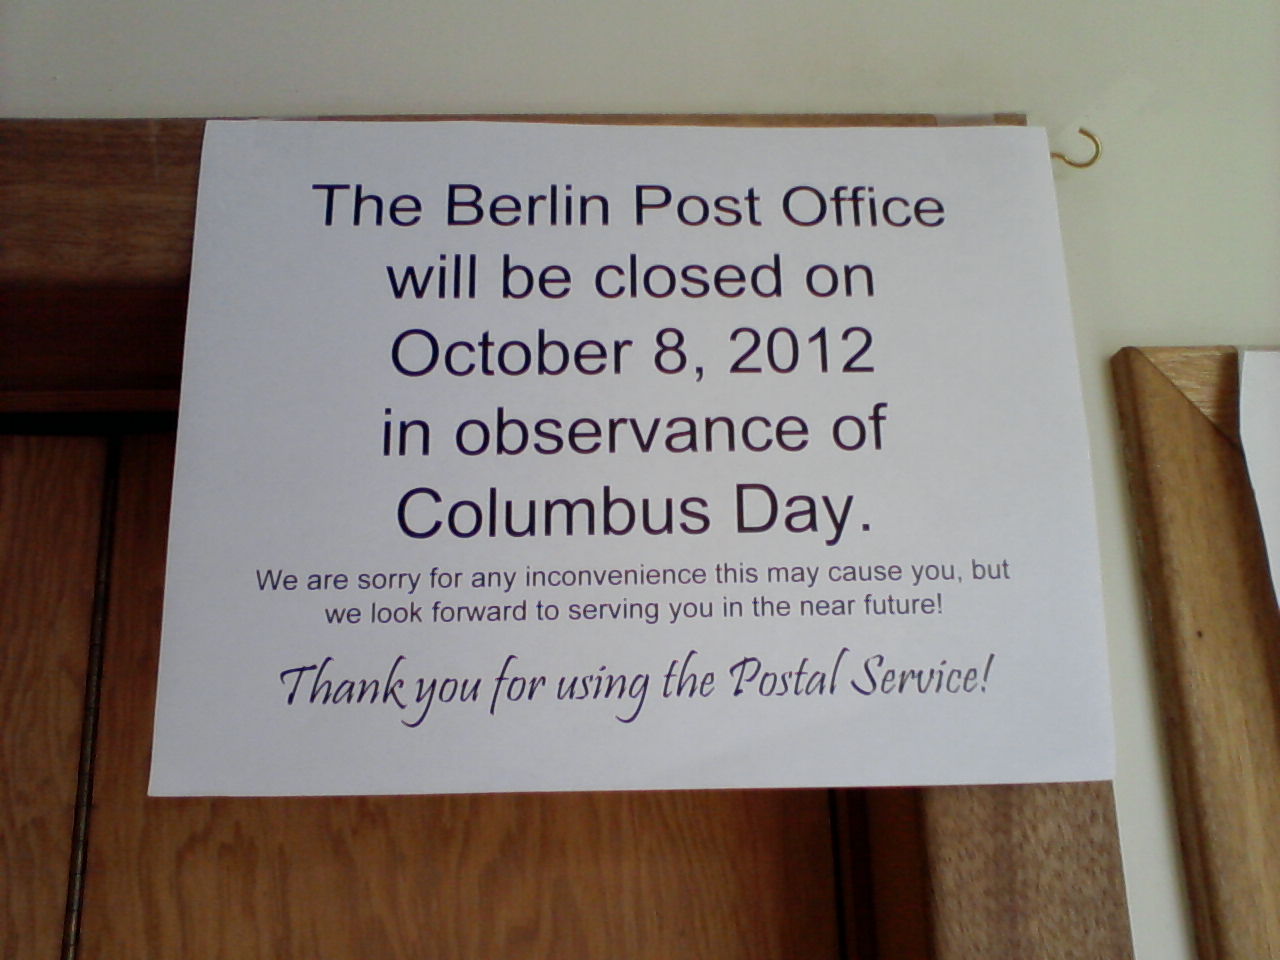 The Berlin Post Office
will be closed on
October 8, 2012
in observance of
Columbus Day.
We are sorry for any inconvenience this may cause you, but
we look forward to serving you in the near future!
Thank you for using the Postal Service!